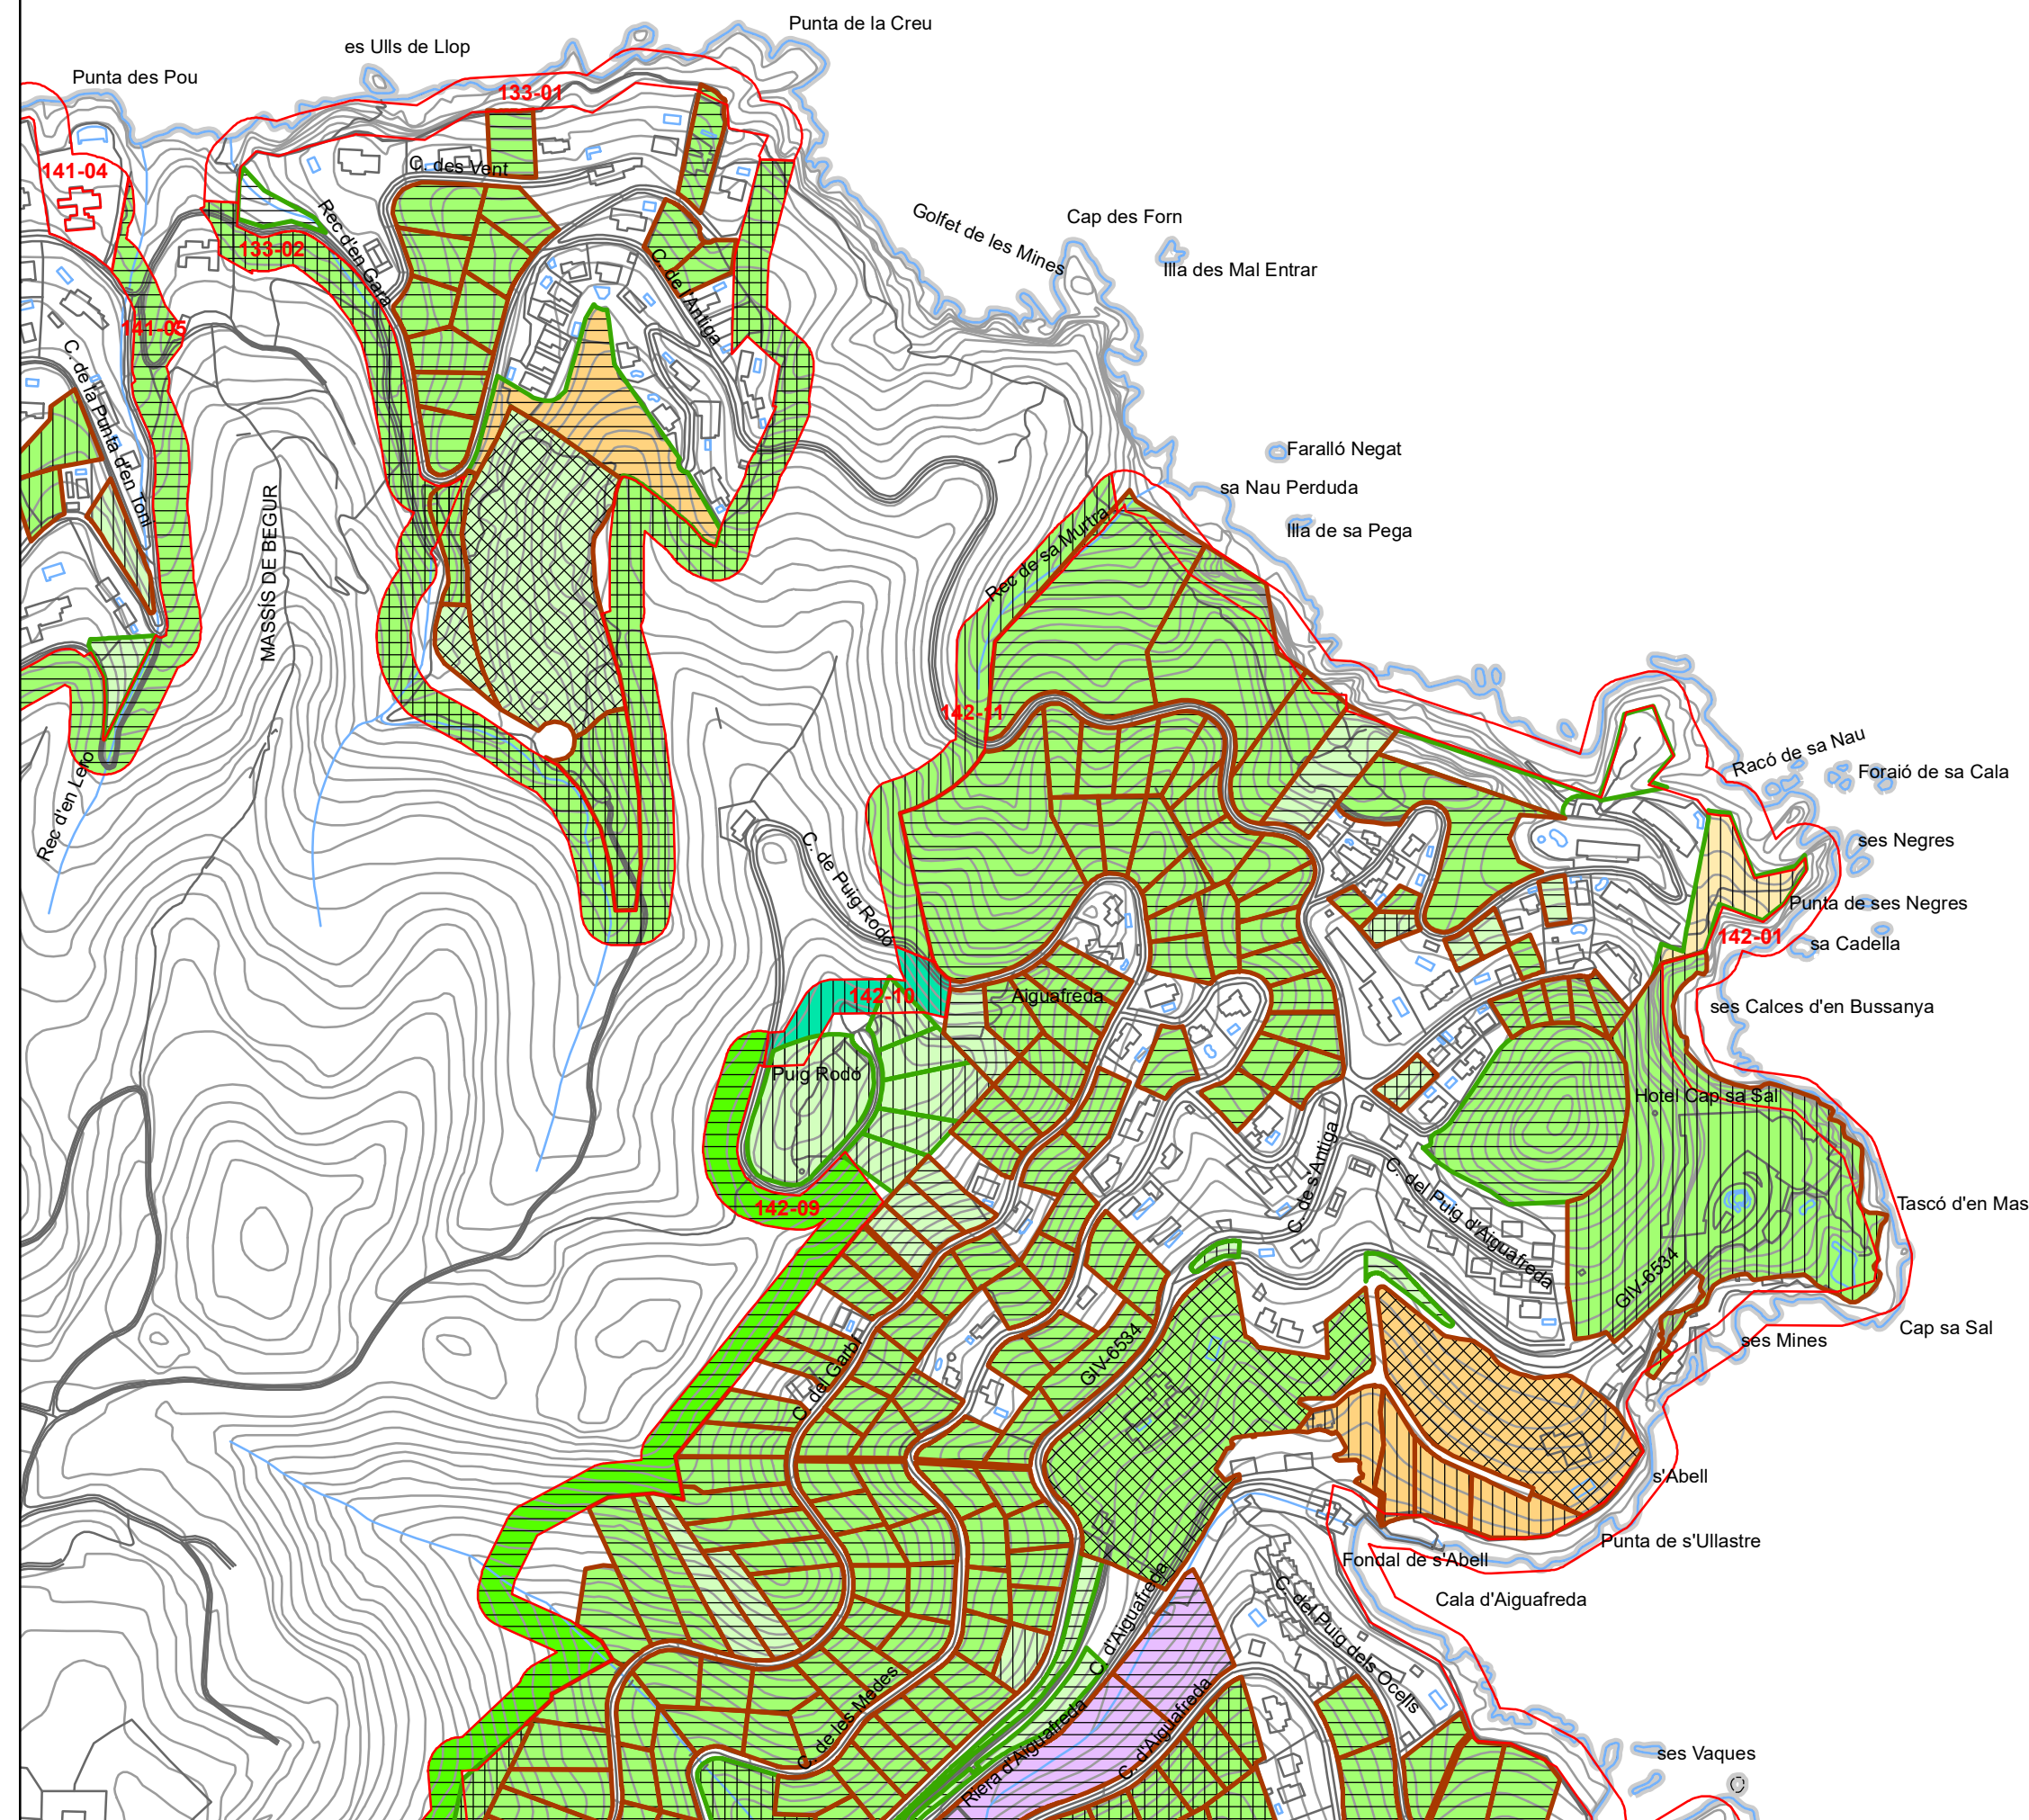 Punta de la Creu
es Ulls de Llop
Punta des Pou
133-01
141-04
C. des Vent
Golfet de les Mines
Cap des Forn
Illa des Mal Entrar
Rec d'en Gara
133-02
C. de l'Antiga
141-05
C. de la Punta d'en Toni
Faralló Negat
sa Nau Perduda
Illa de sa Pega
MASSÍS DE BEGUR
Rec de sa Murtra
142-11
Racó de sa Nau
Foraió de sa Cala
Rec d'en Lero
C. de Puig Rodó
ses Negres
Punta de ses Negres
142-01
sa Cadella
142-10
Aiguafreda
ses Calces d'en Bussanya
Puig Rodó
Hotel Cap sa Sal
C. de s'Antiga
C. del Puig d'Aiguafreda
142-09
Tascó d'en Mas
GIV-6534
Cap sa Sal
ses Mines
GIV-6534
C. del Garbí
s'Abell
Punta de s'Ullastre
Fondal de s'Abell
Cala d'Aiguafreda
C. d'Aiguafreda
C. del Puig dels Ocells
C. de les Medes
Riera d'Aiguafreda
C. d'Aiguafreda
ses Vaques